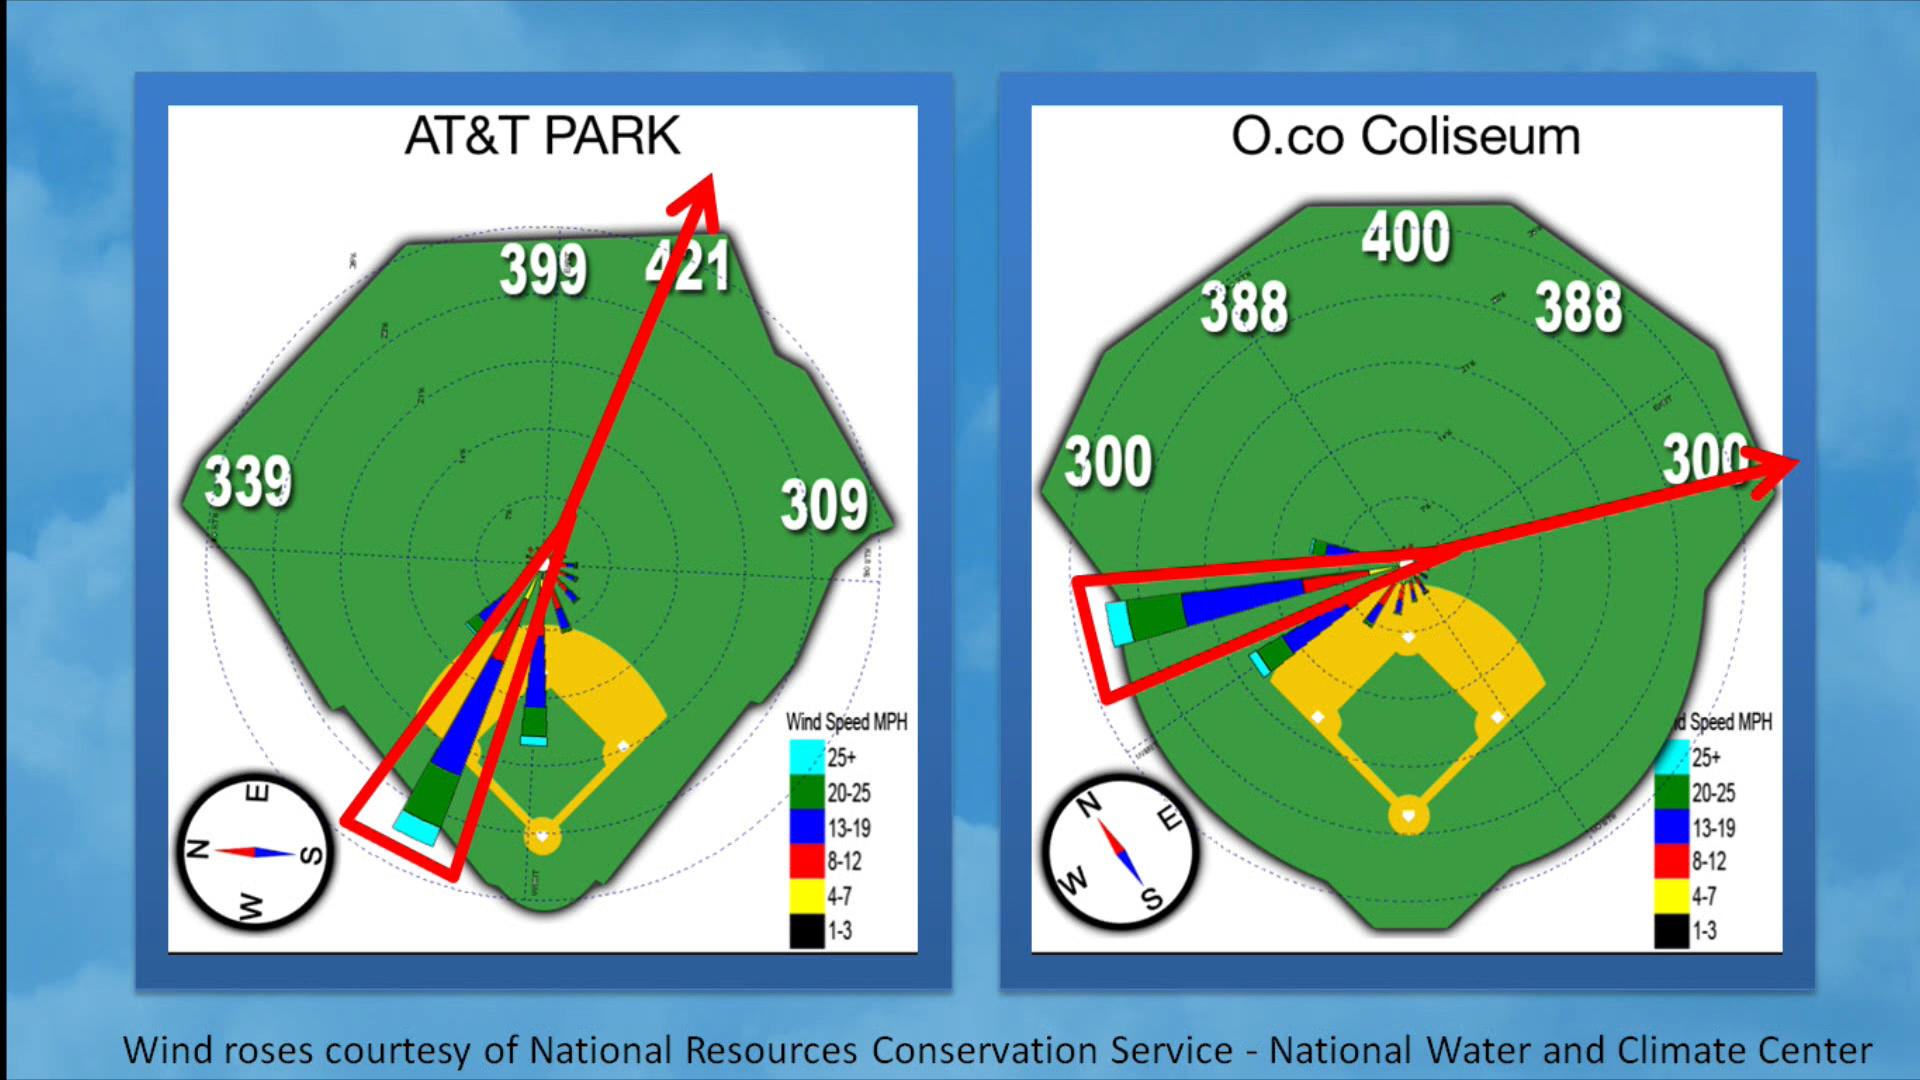 AT&T PARK
399
421
339
309
Wind Speed MPH
25+
20-25
13-19
8-12
4-7
1-3
E
N
S
W
O.co Coliseum
400
388
388
300
300
d Speed MPH
25+
20-25
13-19
8-12
4-7
1-3
N
E
W
S
Wind roses courtesy of National Resources Conservation Service - National Water and Climate Center